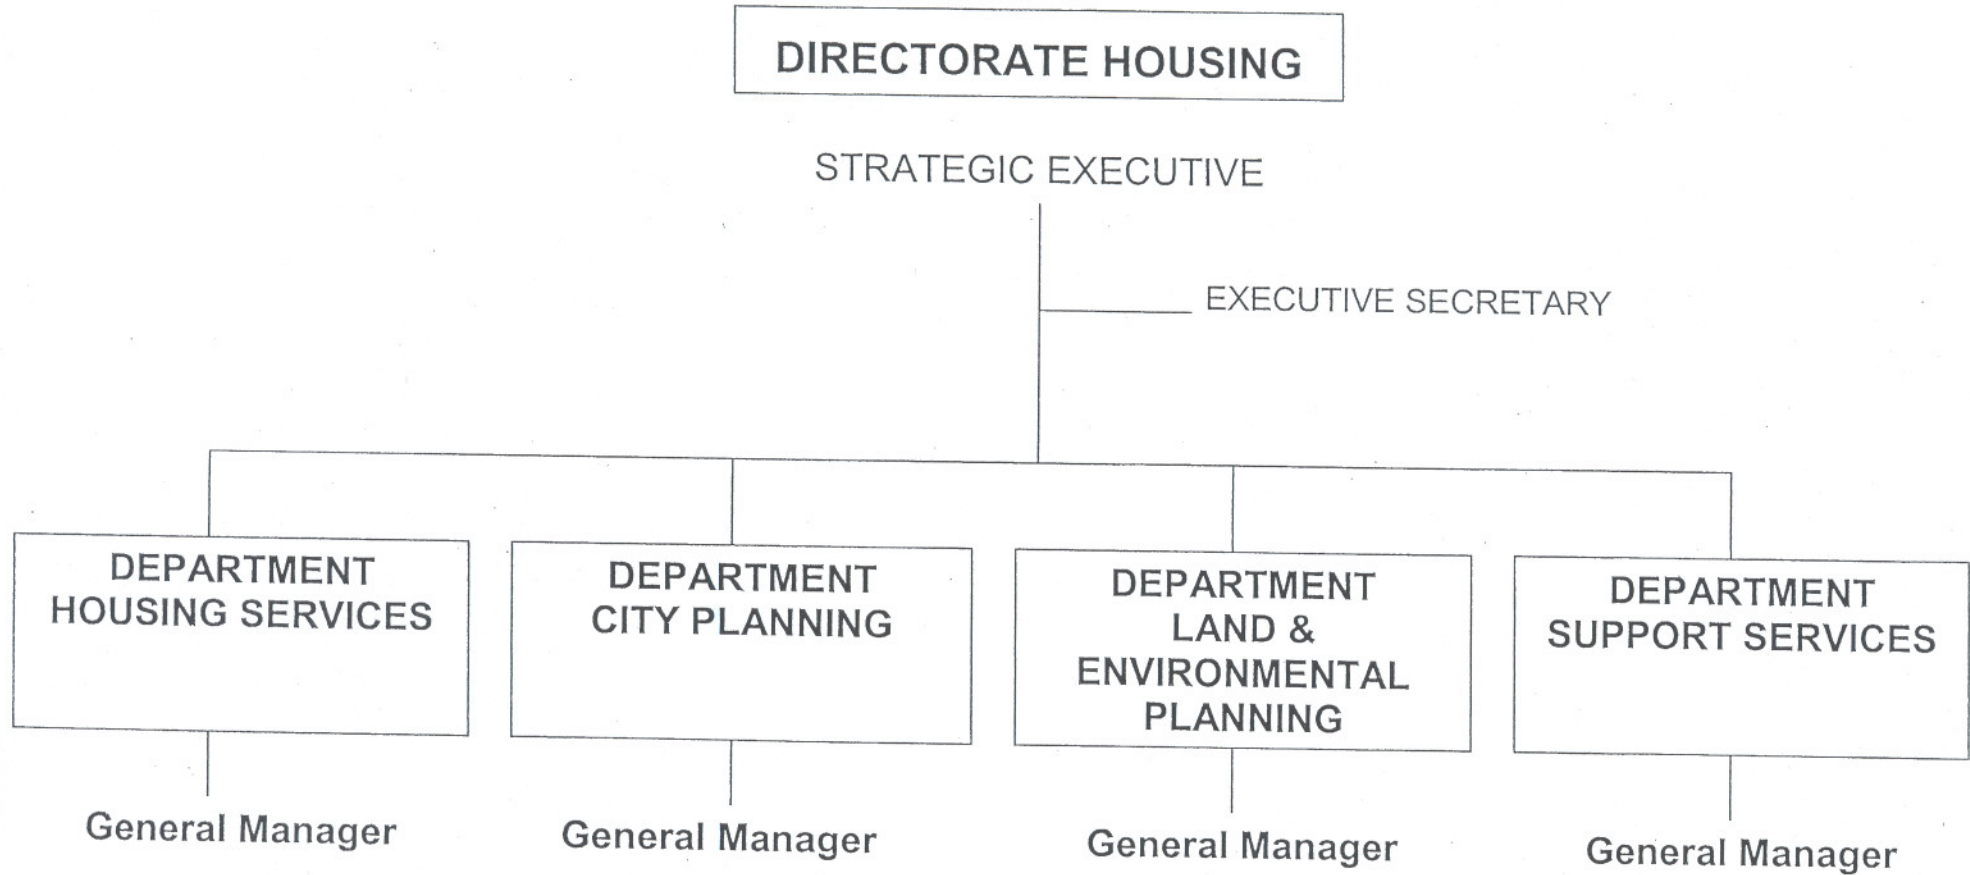 DIRECTORATE HOUSING
STRATEGIC EXECUTIVE
EXECUTIVE SECRETARY
DEPARTMENT
HOUSING SERVICES
DEPARTMENT
CITY PLANNING
DEPARTMENT
LAND &
ENVIRONMENTAL
PLANNING
DEPARTMENT
SUPPORT SERVICES
General Manager
General Manager
General Manager
General Manager